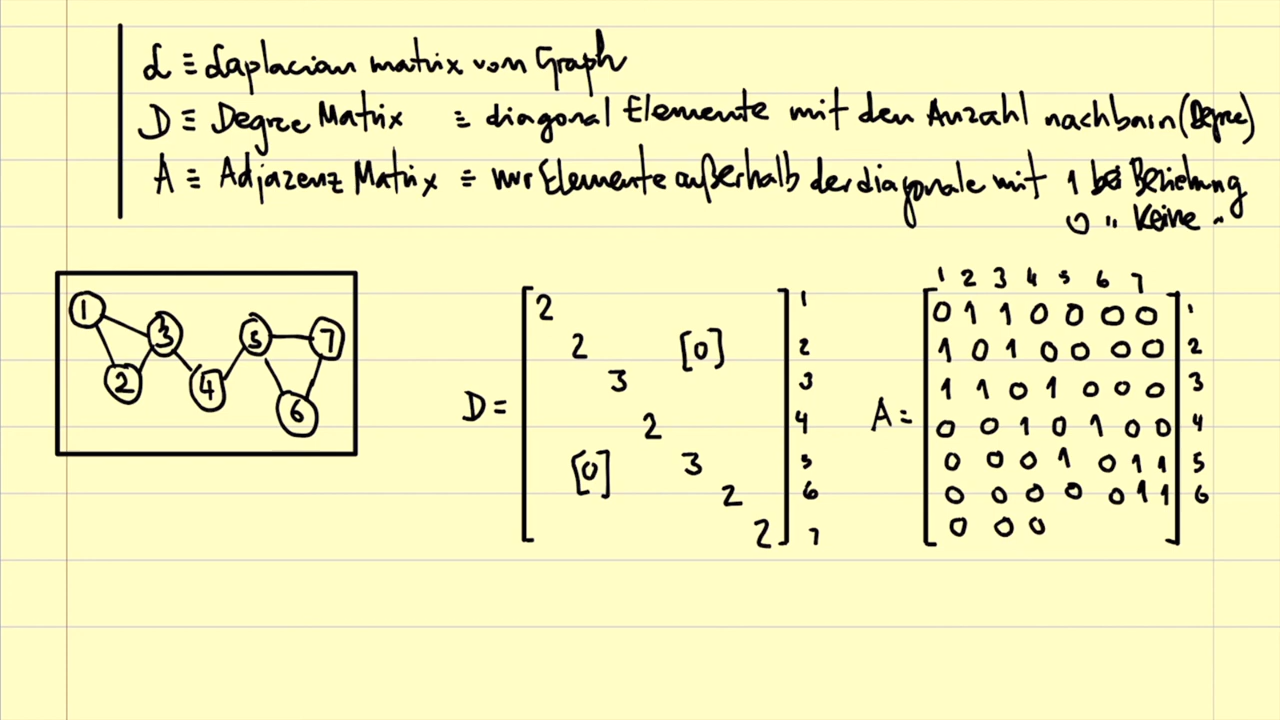 L ≡ Laplacian matrix von Graph
D ≡ Degree Matrix ≡ diagonal Elemente mit den Anzahl nachbarn (Degree)
A ≡ Adjazenz Matrix ≡ nur Elemente außerhalb der diagonale mit 1 bei Beziehung
0 " Keine "
1 3 2 4 5 7 6
D =
2 1
2 [0] 2
3 3
2 4
[0] 3 5
2 6
2 7
A =
1 2 3 4 5 6 7
0 1 1 0 0 0 0 1
1 0 1 0 0 0 0 2
1 1 0 1 0 0 0 3
0 0 1 0 1 0 0 4
0 0 0 1 0 1 1 5
0 0 0 0 0 1 1 6
0 0 0